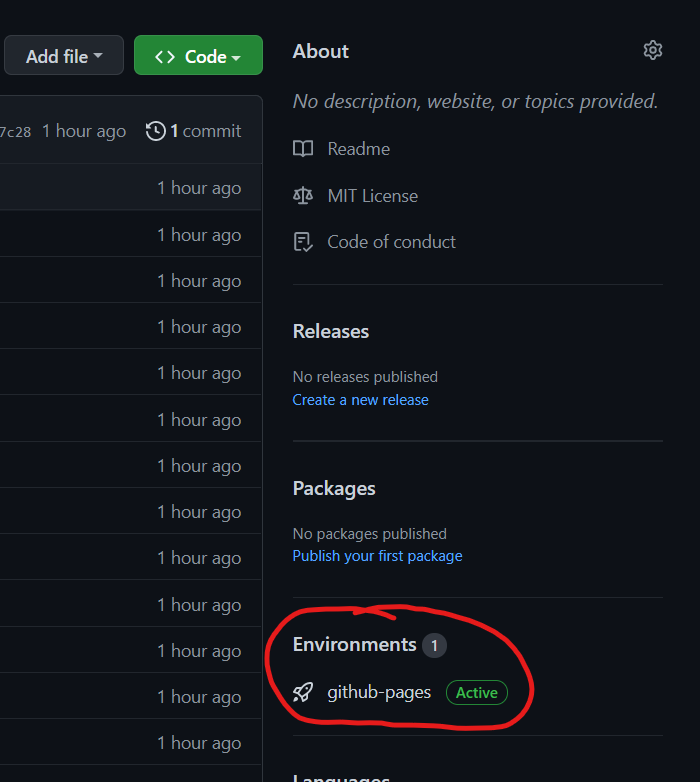 Add file
Code
About
No description, website, or topics provided.
7c28 1 hour ago 1 commit
Readme
1 hour ago
MIT License
1 hour ago
Code of conduct
1 hour ago
1 hour ago
Releases
1 hour ago
No releases published
Create a new release
1 hour ago
1 hour ago
Packages
1 hour ago
No packages published
Publish your first package
1 hour ago
1 hour ago
Environments 1
1 hour ago
github-pages Active
1 hour ago
1 hour ago
Languages